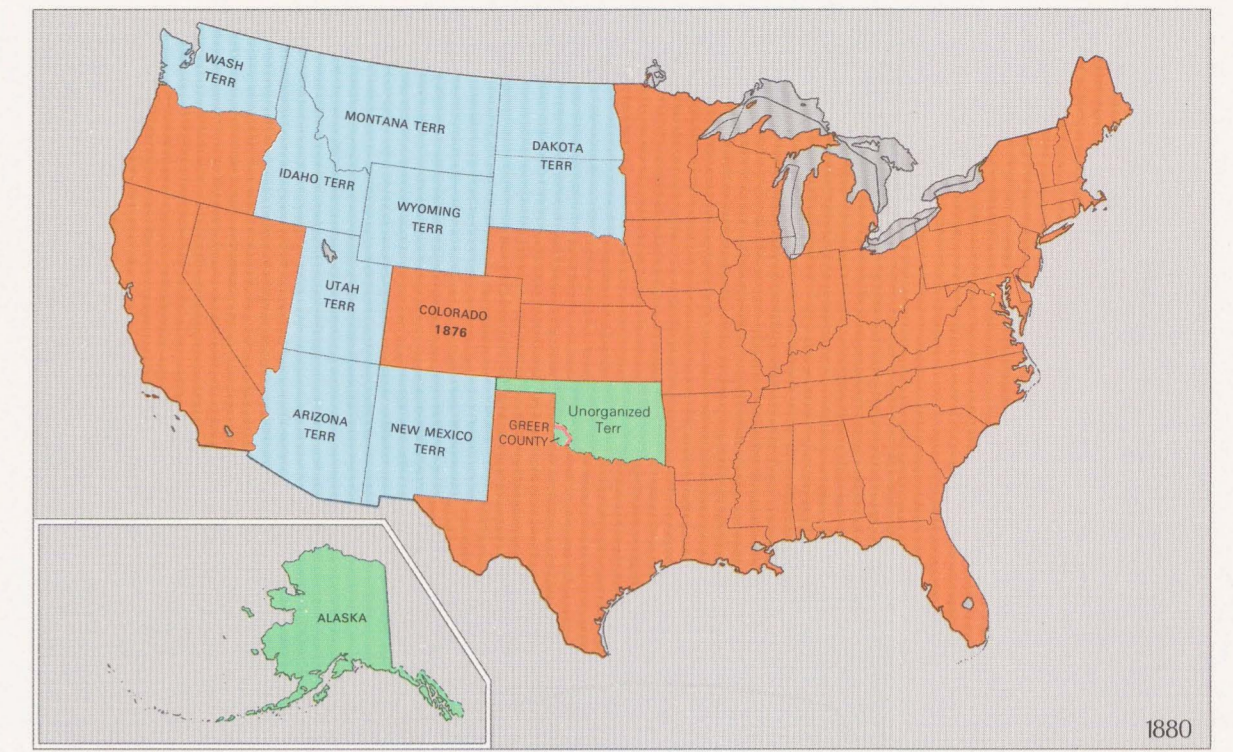 WASH
TERR
MONTANA TERR
DAKOTA
TERR
IDAHO TERR
WYOMING
TERR
UTAH
TERR
COLORADO
1876
ARIZONA
TERR
NEW MEXICO
TERR
GREER
COUNTY
Unorganized
Terr
ALASKA
1880